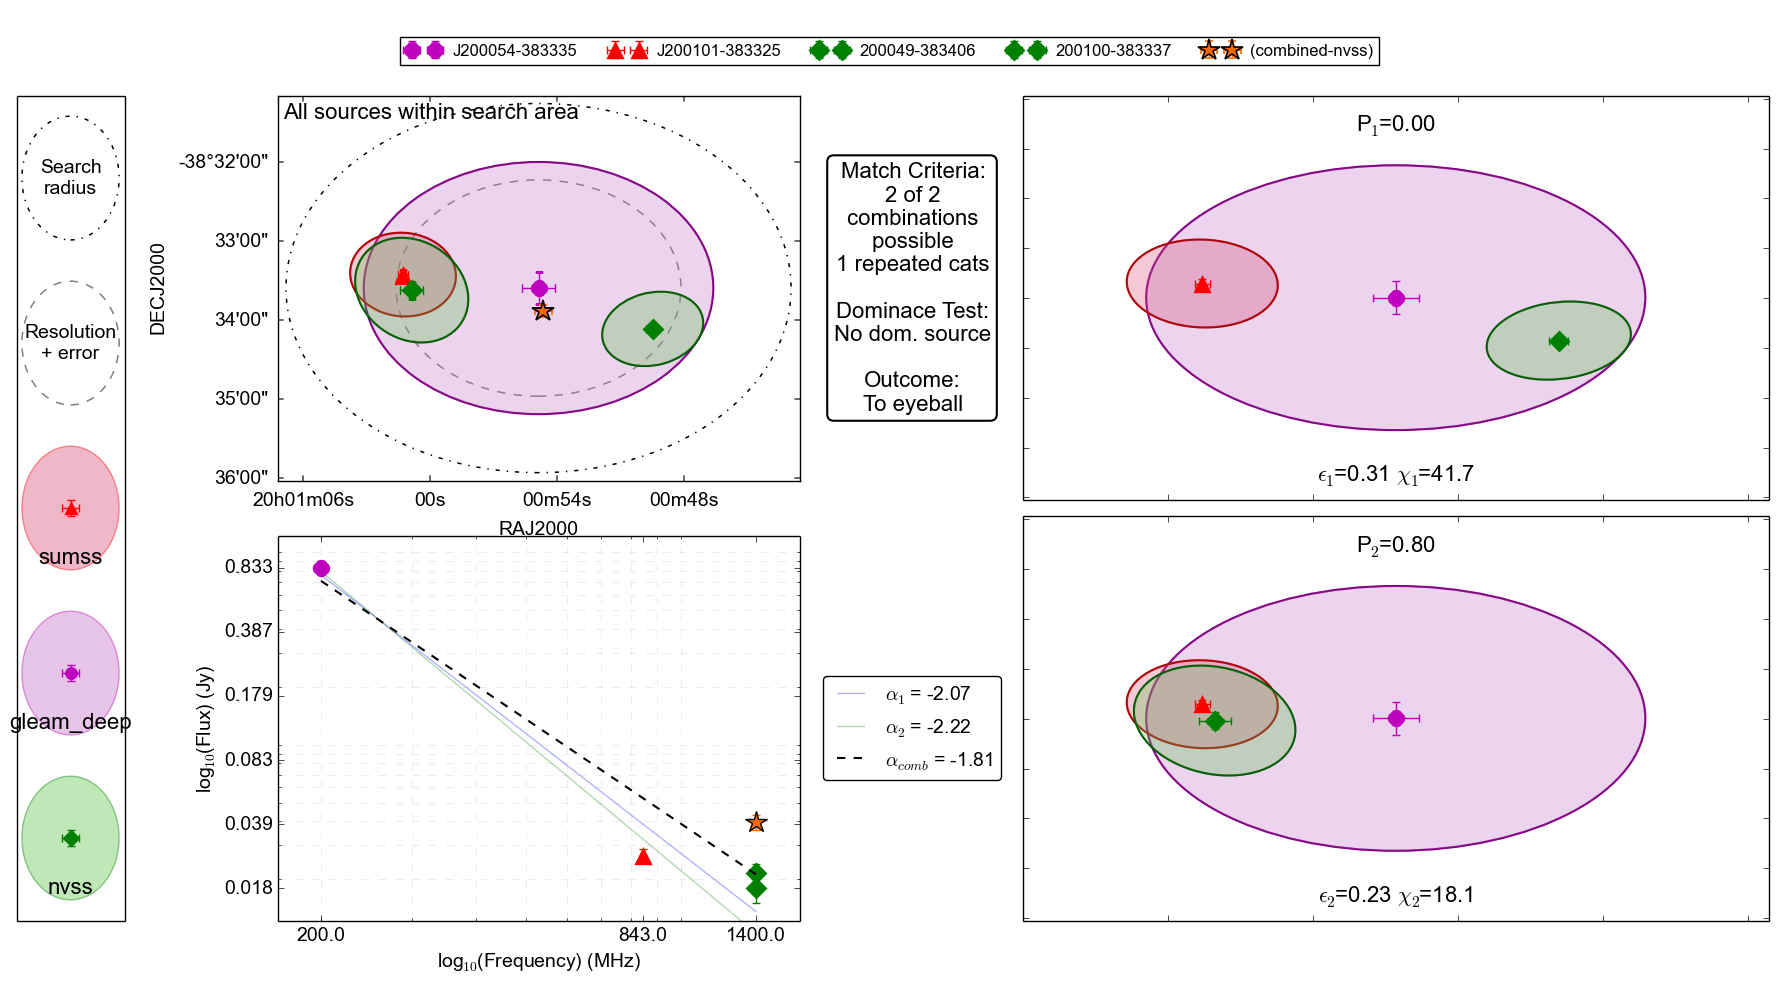 J200054-383335 J200101-383325 200049-383406 200100-383337 (combined-nvss)
Search
radius
Resolution
+ error
sumss
gleam_deep
nvss
All sources within search area
DECJ2000
-38°32'00"
33'00"
34'00"
35'00"
36'00"
20h01m06s 00s 00m54s 00m48s
RAJ2000
Match Criteria:
2 of 2
combinations
possible
1 repeated cats
Dominace Test:
No dom. source
Outcome:
To eyeball
P1=0.00
ϵ1=0.31 χ1=41.7
P2=0.80
ϵ2=0.23 χ2=18.1
log10(Flux) (Jy)
0.833
0.387
0.179
0.083
0.039
0.018
200.0 843.0 1400.0
log10(Frequency) (MHz)
α1 = -2.07
α2 = -2.22
αcomb = -1.81